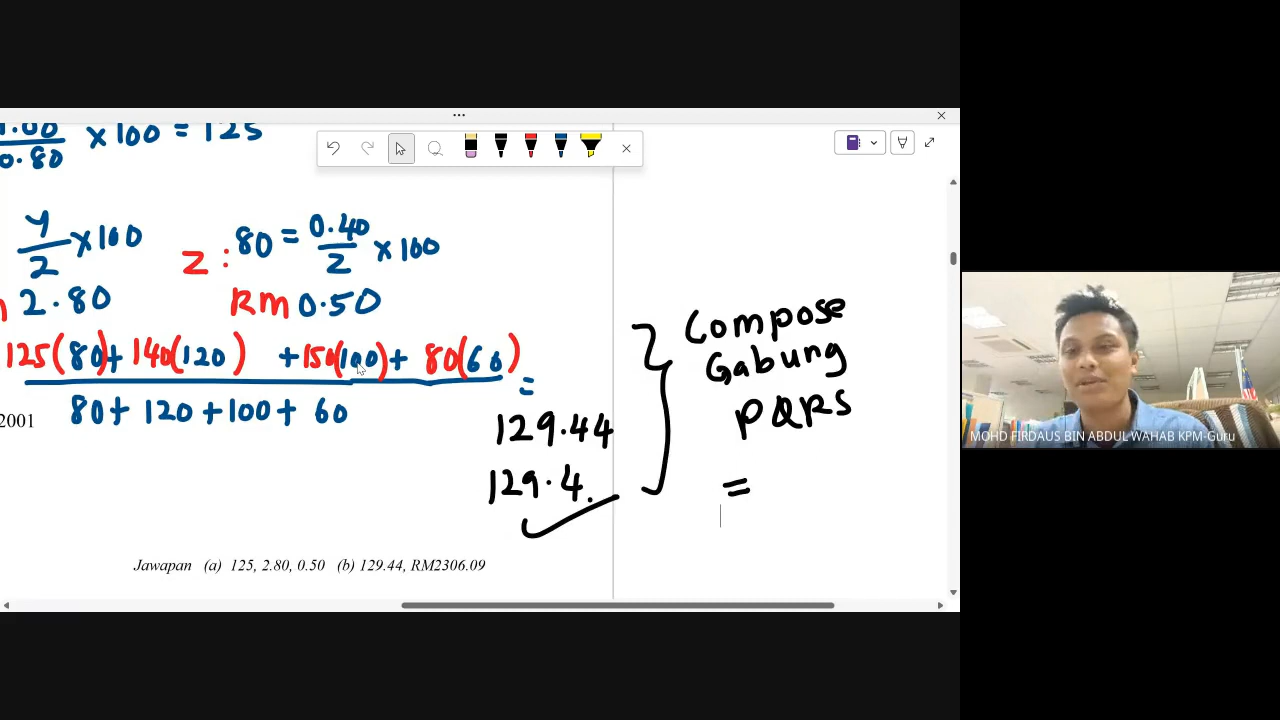 1.00/0.80 ×100 = 125
y/2 ×100
z : 80 = 0.40/z ×100
2.80
RM 0.50
125(80)+ 140(120) +150(100)+ 80(60) =
80+ 120+100+ 60
2001
129.44
129.4.
Compose
Gabung
PQRS
=
Jawapan (a) 125, 2.80, 0.50 (b) 129.44, RM2306.09
MOHD FIRDAUS BIN ABDUL WAHAB KPM-Guru